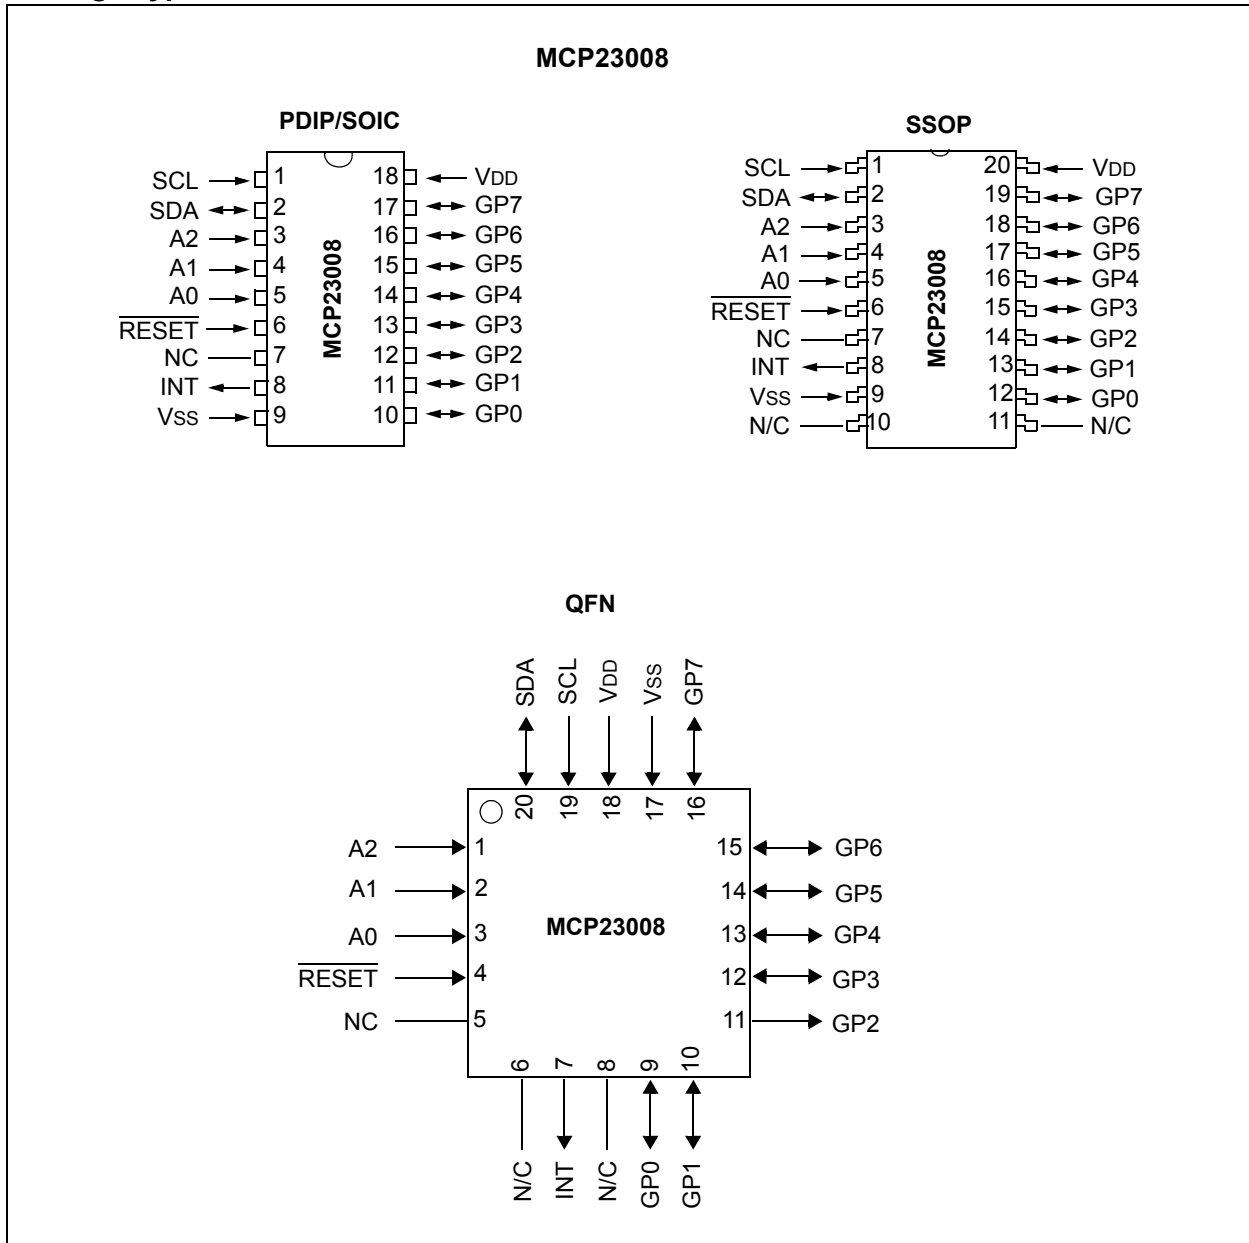 MCP23008
PDIP/SOIC
SCL 1 18 VDD
SDA 2 17 GP7
A2 3 16 GP6
A1 4 15 GP5
A0 5 14 GP4
RESET 6 13 GP3
NC 7 12 GP2
INT 8 11 GP1
VSS 9 10 GP0
MCP23008
SSOP
SCL 1 20 VDD
SDA 2 19 GP7
A2 3 18 GP6
A1 4 17 GP5
A0 5 16 GP4
RESET 6 15 GP3
NC 7 14 GP2
INT 8 13 GP1
VSS 9 12 GP0
N/C 10 11 N/C
MCP23008
QFN
SDA SCL VDD VSS GP7
20 19 18 17 16
A2 1 15 GP6
A1 2 14 GP5
A0 3 MCP23008 13 GP4
RESET 4 12 GP3
NC 5 11 GP2
6 7 8 9 10
N/C INT N/C GP0 GP1